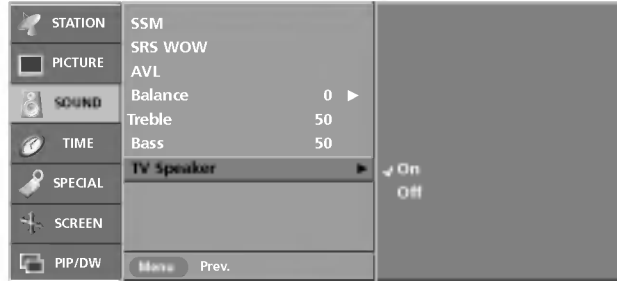 STATION
PICTURE
SOUND
TIME
SPECIAL
SCREEN
PIP/DW
SSM
SRS WOW
AVL
Balance 0
Treble 50
Bass 50
TV Speaker
On
Off
Menu Prev.